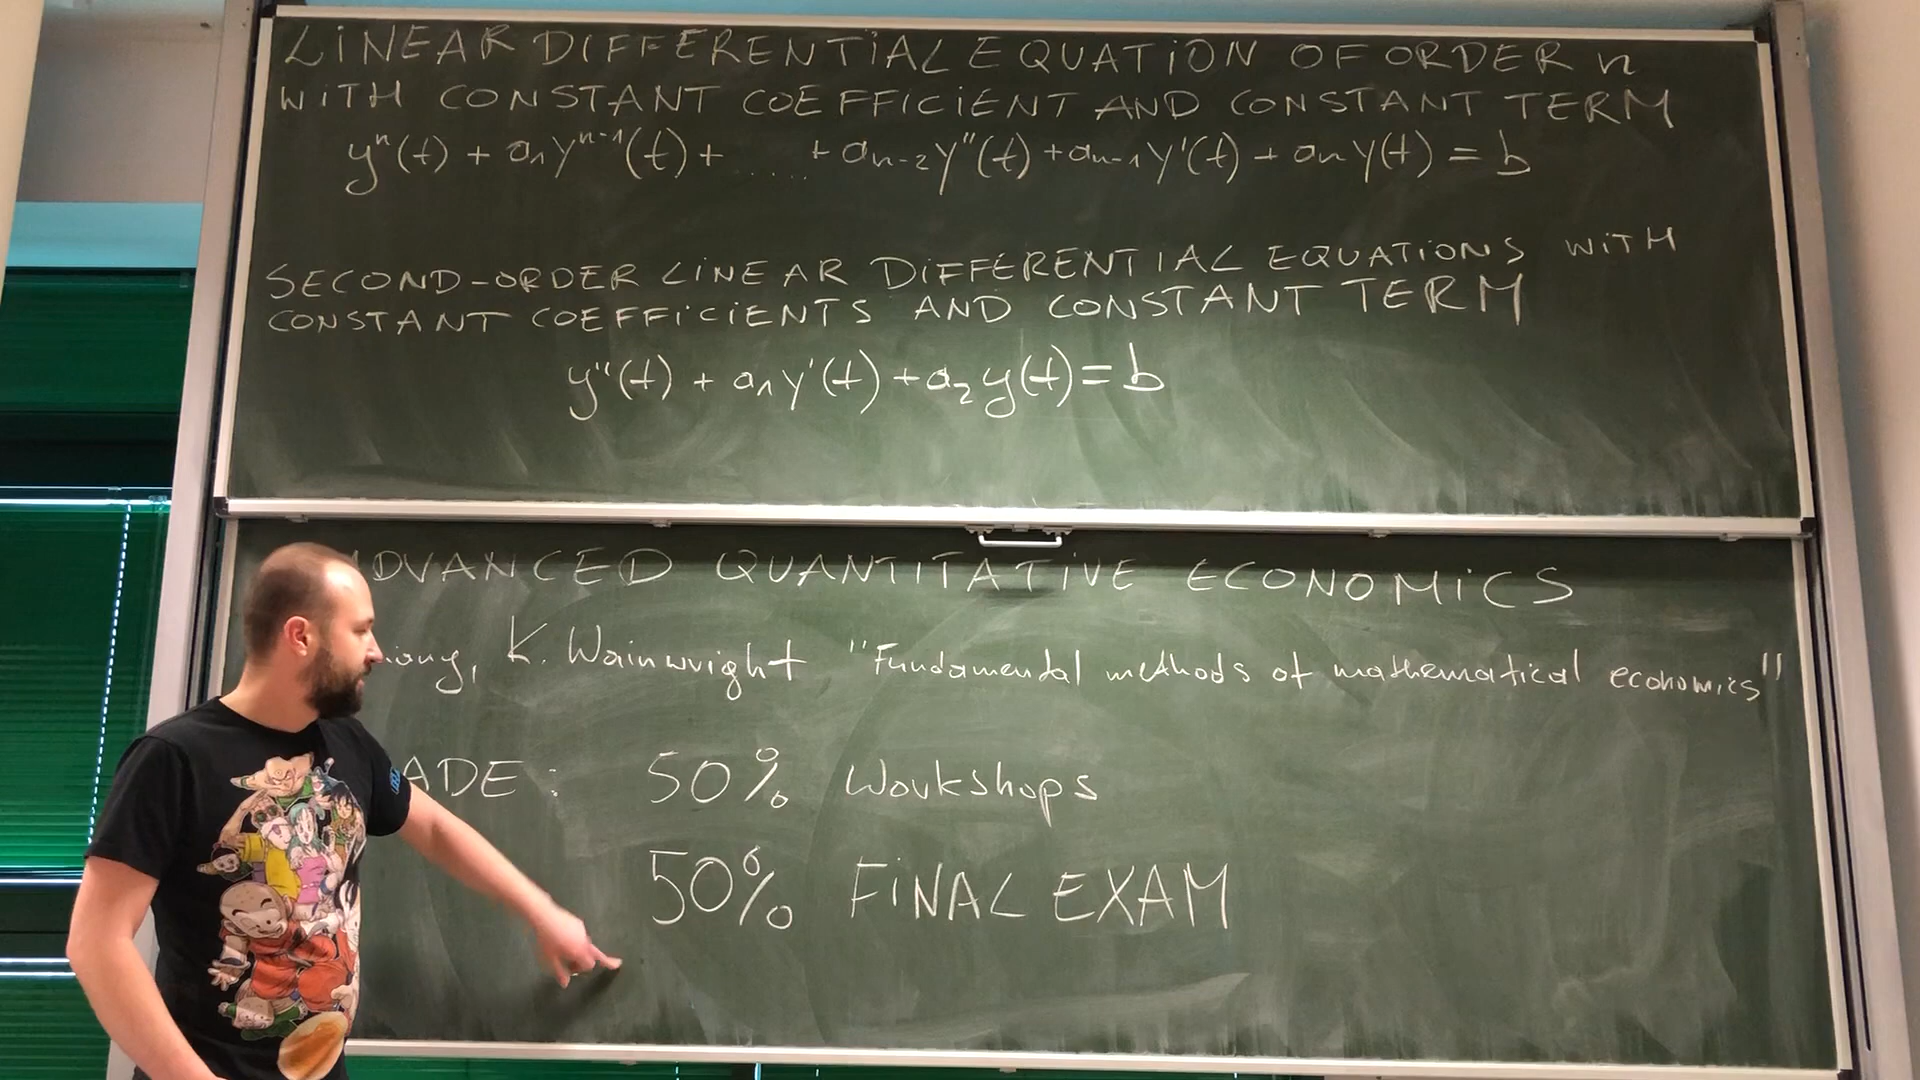 LINEAR DIFFERENTIAL EQUATION OF ORDER n
WITH CONSTANT COEFFICIENT AND CONSTANT TERM
yⁿ(t) + a₁yⁿ⁻¹(t) + ..... + aₙ₋₂y''(t) + aₙ₋₁y'(t) + aₙy(t) = b
SECOND-ORDER LINEAR DIFFERENTIAL EQUATIONS WITH
CONSTANT COEFFICIENTS AND CONSTANT TERM
y''(t) + a₁y'(t) + a₂y(t) = b
ADVANCED QUANTITATIVE ECONOMICS
K. Wainwright "Fundamental methods of mathematical economics"
ADE: 50% Workshops
50% FINAL EXAM